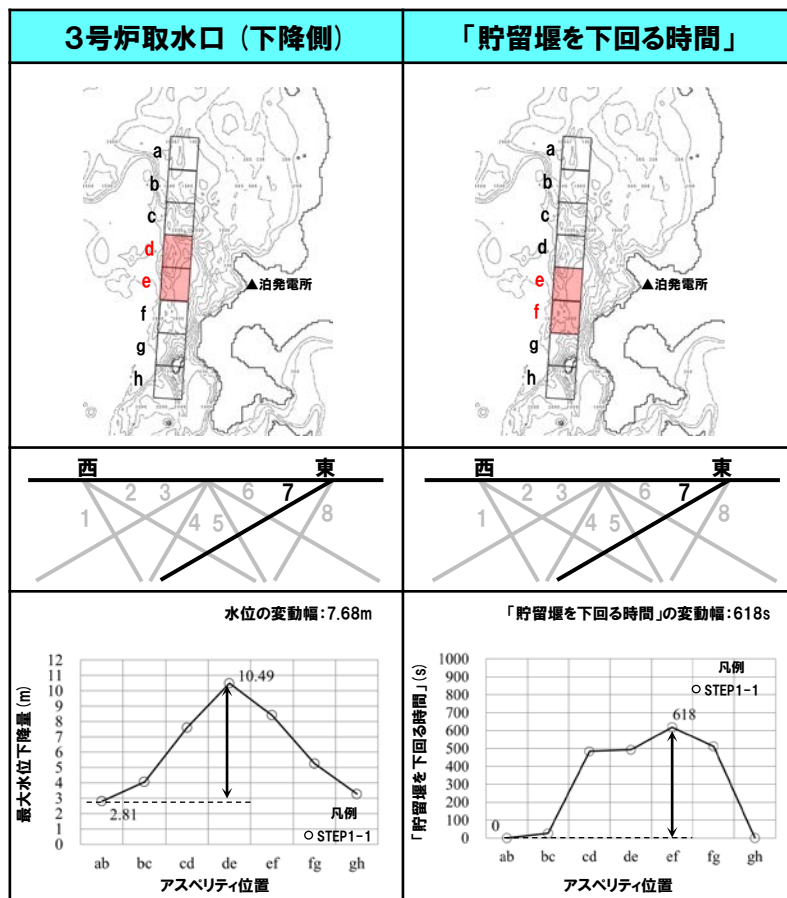 3号炉取水口(下降側)
「貯留堰を下回る時間」
a
b
c
d
e
f
g
h
▲泊発電所
a
b
c
d
e
f
g
h
▲泊発電所
西
東
1
2
3
4
5
6
7
8
西
東
1
2
3
4
5
6
7
8
水位の変動幅:7.68m
最大水位下降量(m)
12
11
10
9
8
7
6
5
4
3
2
1
0
10.49
2.81
凡例
○ STEP1-1
ab bc cd de ef fg gh
アスペリティ位置
「貯留堰を下回る時間」の変動幅:618s
「貯留堰を下回る時間」(s)
1000
900
800
700
600
500
400
300
200
100
0
凡例
○ STEP1-1
618
0
ab bc cd de ef fg gh
アスペリティ位置